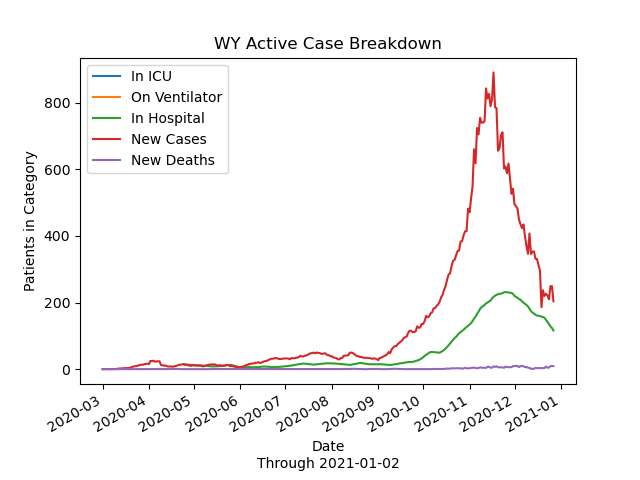 WY Active Case Breakdown
In ICU
On Ventilator
In Hospital
New Cases
New Deaths
Patients in Category
800
600
400
200
0
2020-03
2020-04
2020-05
2020-06
2020-07
2020-08
2020-09
2020-10
2020-11
2020-12
2021-01
Date
Through 2021-01-02